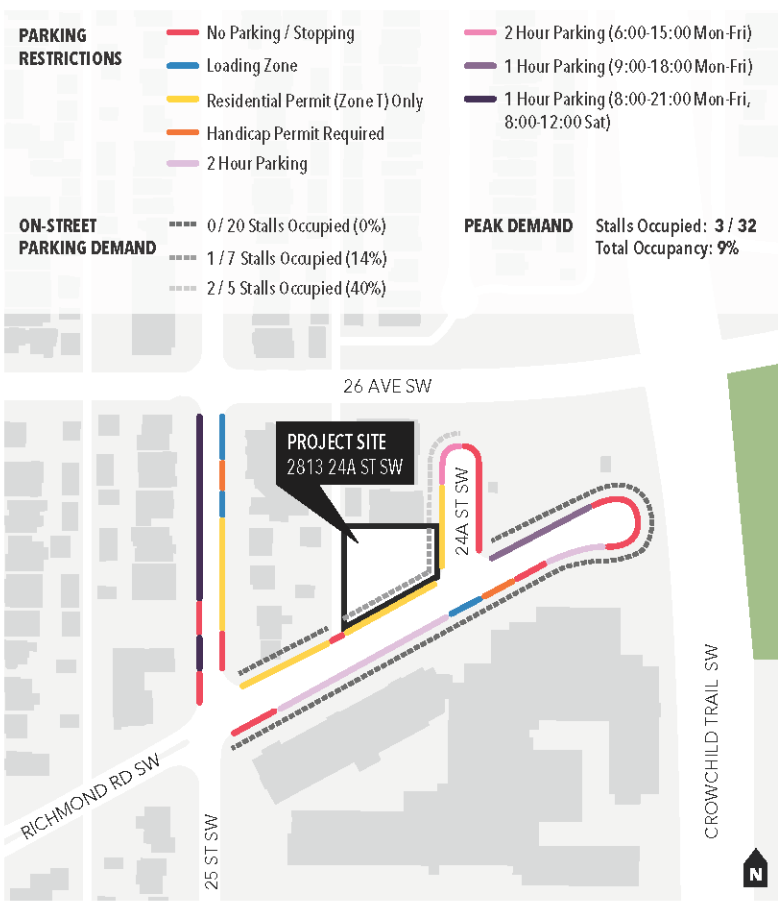 PARKING
RESTRICTIONS
No Parking / Stopping
Loading Zone
Residential Permit (Zone T) Only
Handicap Permit Required
2 Hour Parking
2 Hour Parking (6:00-15:00 Mon-Fri)
1 Hour Parking (9:00-18:00 Mon-Fri)
1 Hour Parking (8:00-21:00 Mon-Fri,
8:00-12:00 Sat)
ON-STREET
PARKING DEMAND
0 / 20 Stalls Occupied (0%)
1 / 7 Stalls Occupied (14%)
2 / 5 Stalls Occupied (40%)
PEAK DEMAND
Stalls Occupied: 3 / 32
Total Occupancy: 9%
26 AVE SW
PROJECT SITE
2813 24A ST SW
24A ST SW
RICHMOND RD SW
25 ST SW
CROWCHILD TRAIL SW
N